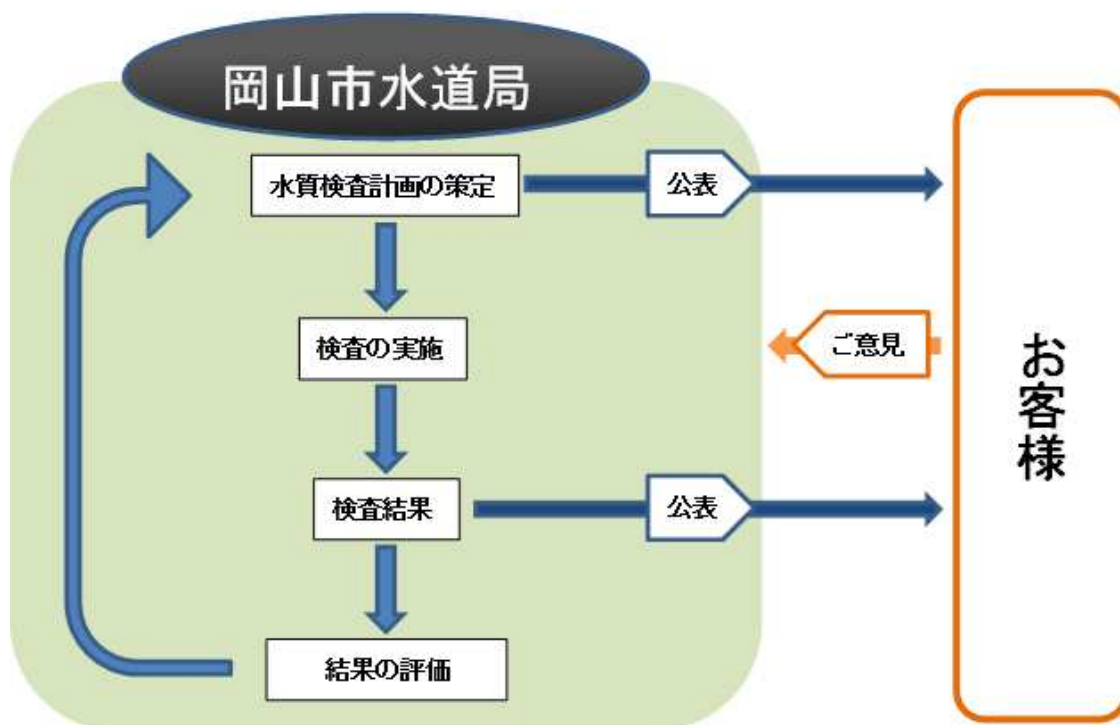 岡山市水道局
水質検査計画の策定
公表
検査の実施
ご意見
お客様
検査結果
公表
結果の評価